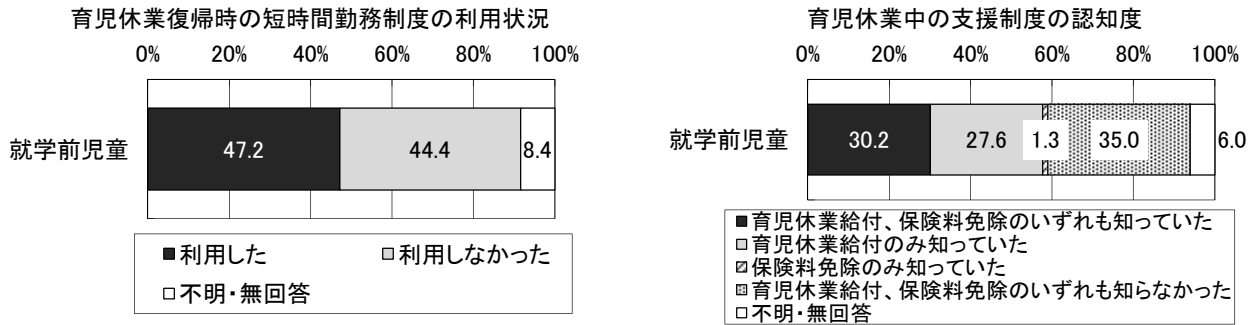 育児休業復帰時の短時間勤務制度の利用状況
0% 20% 40% 60% 80% 100%
就学前児童
47.2 44.4 8.4
■利用した □利用しなかった
□不明・無回答
育児休業中の支援制度の認知度
0% 20% 40% 60% 80% 100%
就学前児童
30.2 27.6 1.3 35.0 6.0
■育児休業給付、保険料免除のいずれも知っていた
□育児休業給付のみ知っていた
□保険料免除のみ知っていた
□育児休業給付、保険料免除のいずれも知らなかった
□不明・無回答